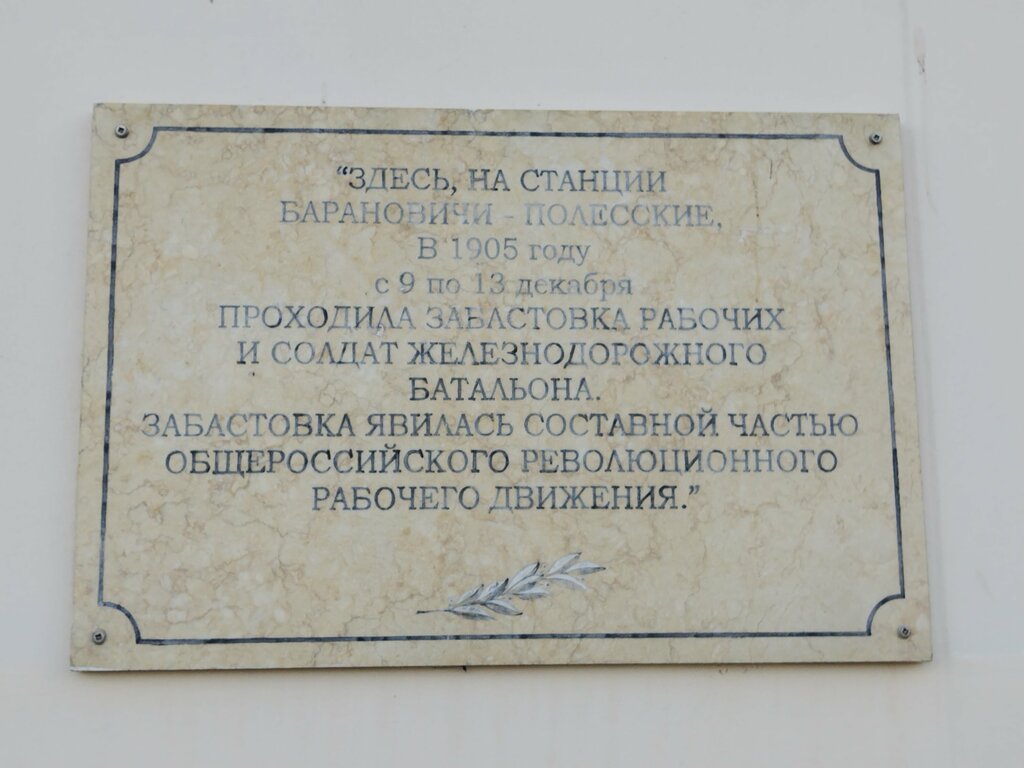 “ЗДЕСЬ, НА СТАНЦИИ
БАРАНОВИЧИ - ПОЛЕССКИЕ,
В 1905 году
с 9 по 13 декабря
ПРОХОДИЛА ЗАБАСТОВКА РАБОЧИХ
И СОЛДАТ ЖЕЛЕЗНОДОРОЖНОГО
БАТАЛЬОНА.
ЗАБАСТОВКА ЯВИЛАСЬ СОСТАВНОЙ ЧАСТЬЮ
ОБЩЕРОССИЙСКОГО РЕВОЛЮЦИОННОГО
РАБОЧЕГО ДВИЖЕНИЯ.”